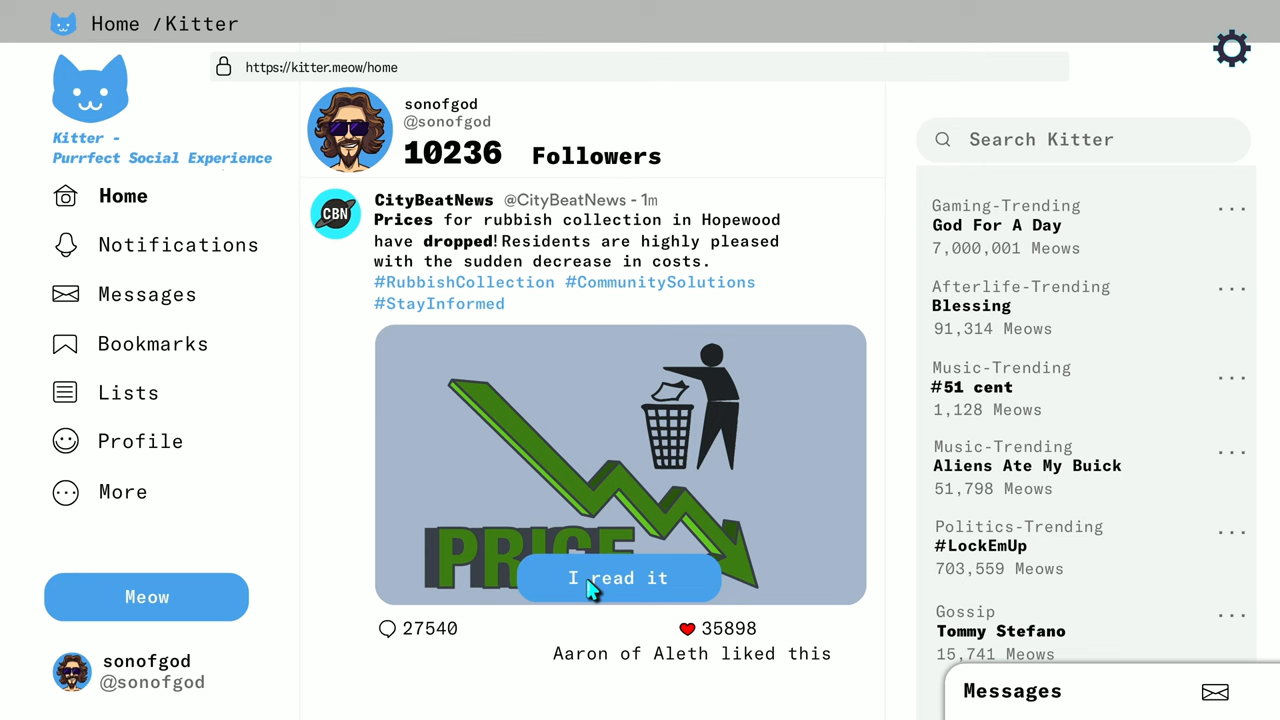 Home /Kitter
https://kitter.meow/home
Kitter -
Purrfect Social Experience
Home
Notifications
Messages
Bookmarks
Lists
Profile
More
Meow
sonofgod
@sonofgod
sonofgod
@sonofgod
10236 Followers
CityBeatNews @CityBeatNews - 1m
Prices for rubbish collection in Hopewood
have dropped! Residents are highly pleased
with the sudden decrease in costs.
#RubbishCollection #CommunitySolutions
#StayInformed
CBN
PRICE
I read it
27540
35898
Aaron of Aleth liked this
Search Kitter
Gaming-Trending
God For A Day
7,000,001 Meows
Afterlife-Trending
Blessing
91,314 Meows
Music-Trending
#51 cent
1,128 Meows
Music-Trending
Aliens Ate My Buick
51,798 Meows
Politics-Trending
#LockEmUp
703,559 Meows
Gossip
Tommy Stefano
15,741 Meows
Messages